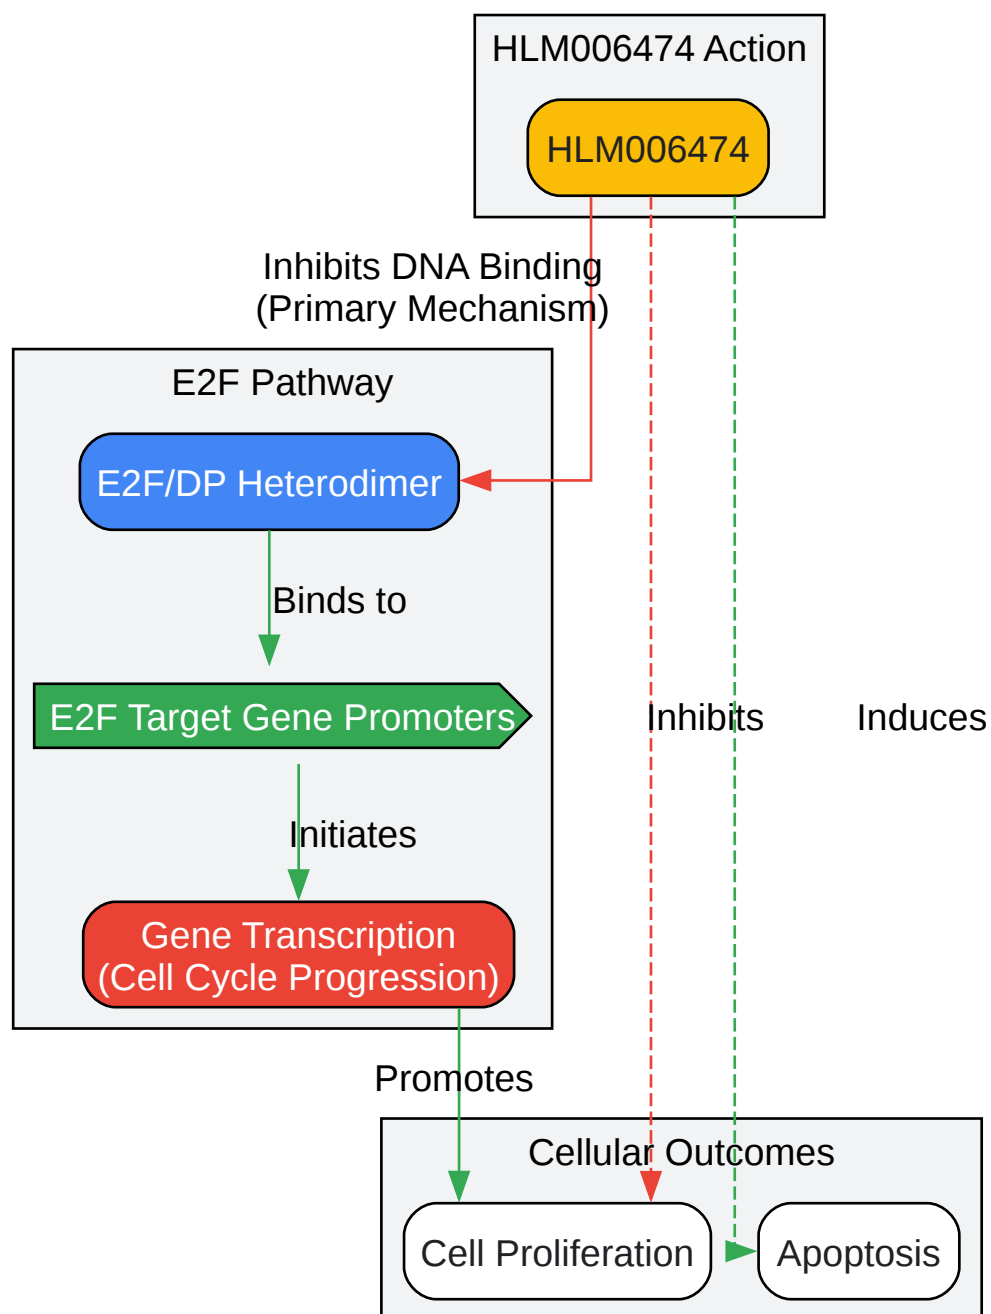 HLM006474 Action
HLM006474
Inhibits DNA Binding
(Primary Mechanism)
E2F Pathway
E2F/DP Heterodimer
Binds to
E2F Target Gene Promoters
Inhibits
Induces
Initiates
Gene Transcription
(Cell Cycle Progression)
Promotes
Cellular Outcomes
Cell Proliferation
Apoptosis